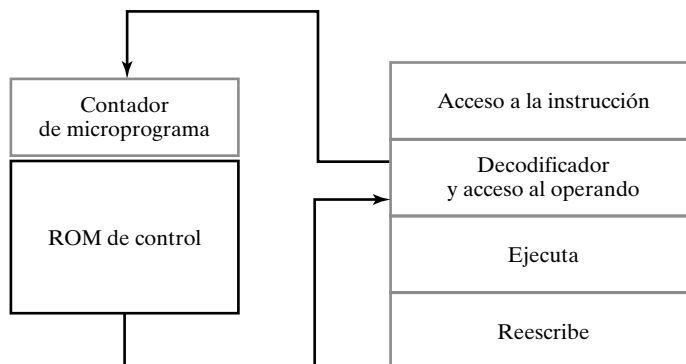 Contador
de microprograma
ROM de control
Acceso a la instrucción
Decodificador
y acceso al operando
Ejecuta
Reescribe